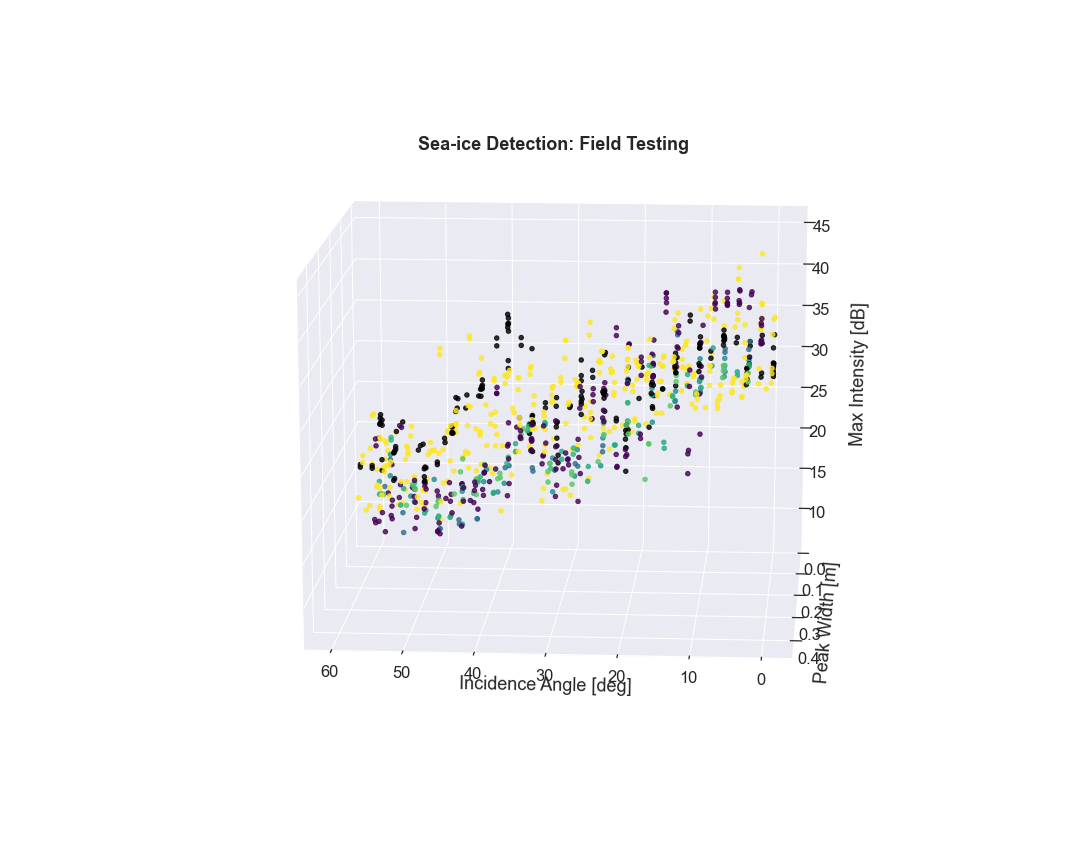 Sea-ice Detection: Field Testing
45
40
35
30
25
20
15
10
Max Intensity [dB]
0.0
0.1
0.2
0.3
0.4
Peak Width [m]
60 50 40 30 20 10 0
Incidence Angle [deg]